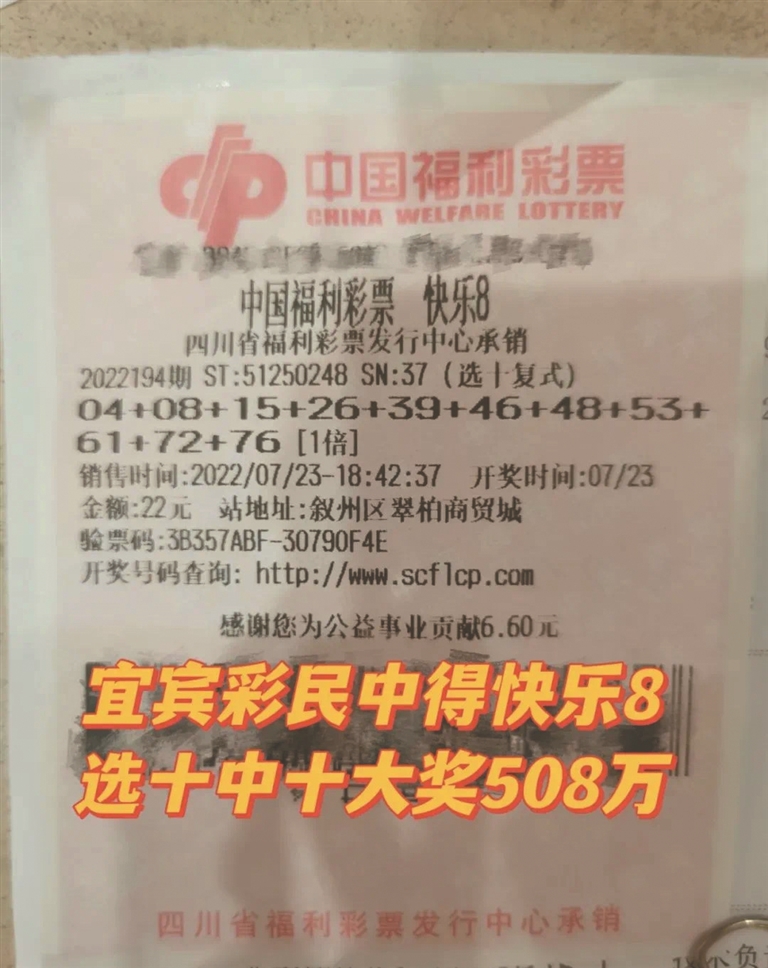 中国福利彩票
CHINA WELFARE LOTTERY
中国福利彩票 快乐8
四川省福利彩票发行中心承销
2022194期 ST:51250248 SN:37 (选十复式)
04+08+15+26+39+46+48+53+
61+72+76 [1倍]
销售时间:2022/07/23-18:42:37 开奖时间:07/23
金额:22元 站地址:叙州区翠柏商贸城
验票码:3B357ABF-30790F4E
开奖号码查询: http://www.scflcp.com
感谢您为公益事业贡献6.60元
宜宾彩民中得快乐8
选十中十大奖508万
四川省福利彩票发行中心承销